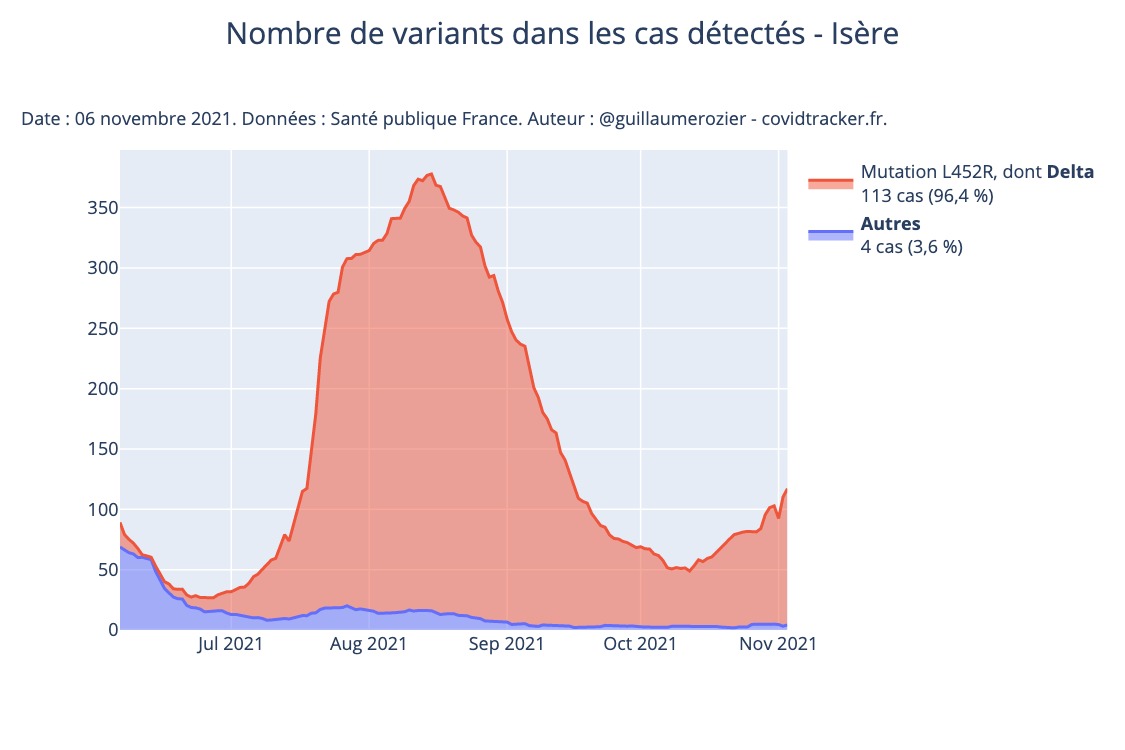 Nombre de variants dans les cas détectés - Isère
Date : 06 novembre 2021. Données : Santé publique France. Auteur : @guillaumerozier - covidtracker.fr.
Mutation L452R, dont Delta
113 cas (96,4 %)
Autres
4 cas (3,6 %)
350
300
250
200
150
100
50
0
Jul 2021
Aug 2021
Sep 2021
Oct 2021
Nov 2021